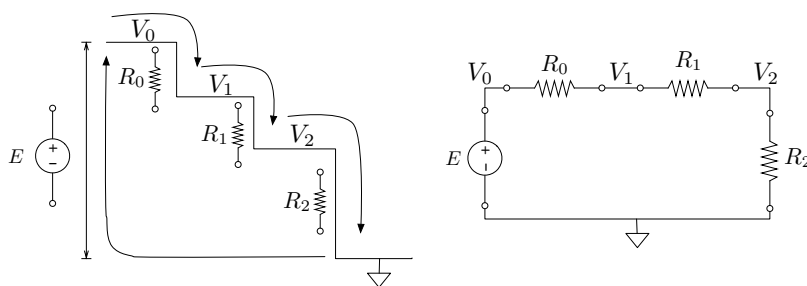 V₀
R₀
V₁
R₁
V₂
R₂
E
+
−
V₀
R₀
V₁
R₁
V₂
E
+
−
R₂